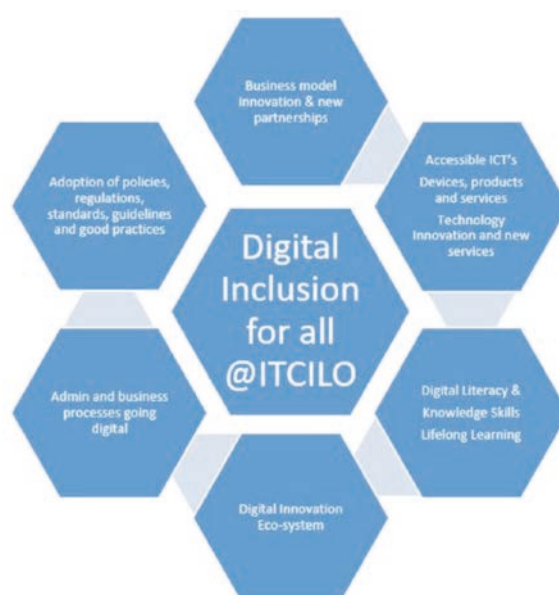 Business model
innovation & new
partnerships
Accessible ICT's
Devices, products
and services
Technology
Innovation and new
services
Adoption of policies,
regulations,
standards, guidelines
and good practices
Digital
Inclusion
for all
@ITCILO
Digital Literacy &
Knowledge Skills
Lifelong Learning
Admin and business
processes going
digital
Digital Innovation
Eco-system